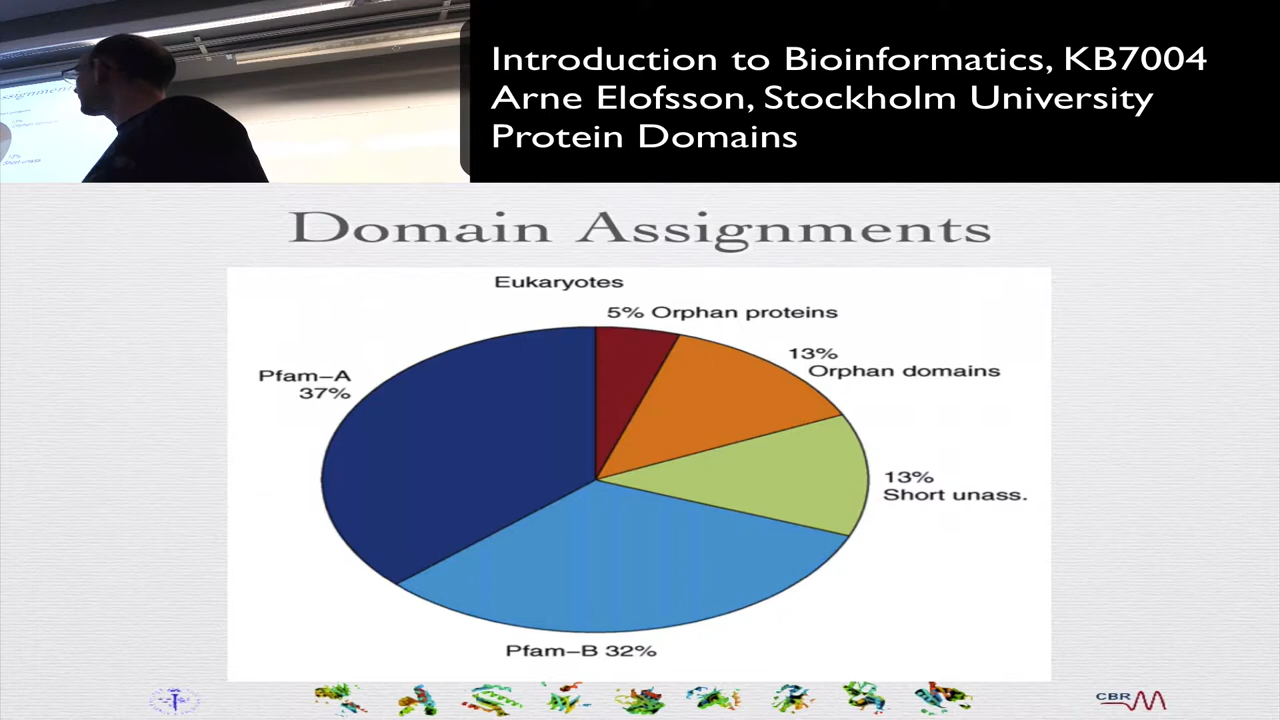 Introduction to Bioinformatics, KB7004
Arne Elofsson, Stockholm University
Protein Domains
Domain Assignments
Eukaryotes
5% Orphan proteins
13%
Orphan domains
Pfam-A
37%
13%
Short unass.
Pfam-B 32%
CBR